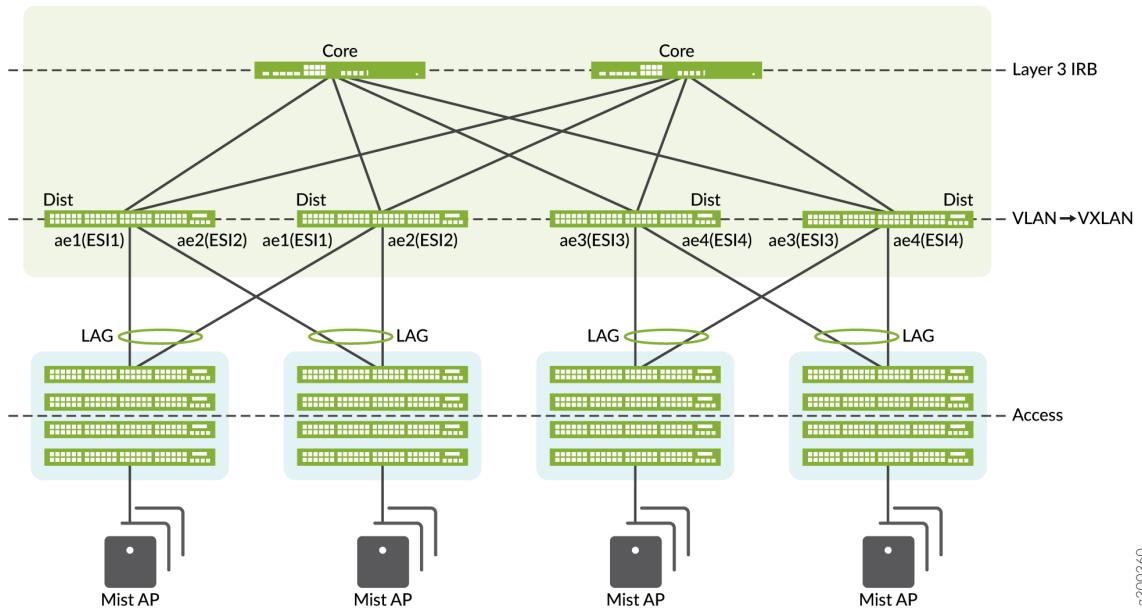 Core
Core
Layer 3 IRB
Dist
Dist
Dist
Dist
VLAN → VXLAN
ae1(ESI1)
ae2(ESI2)
ae1(ESI1)
ae2(ESI2)
ae3(ESI3)
ae4(ESI4)
ae3(ESI3)
ae4(ESI4)
LAG
LAG
LAG
LAG
Access
Mist AP
Mist AP
Mist AP
Mist AP